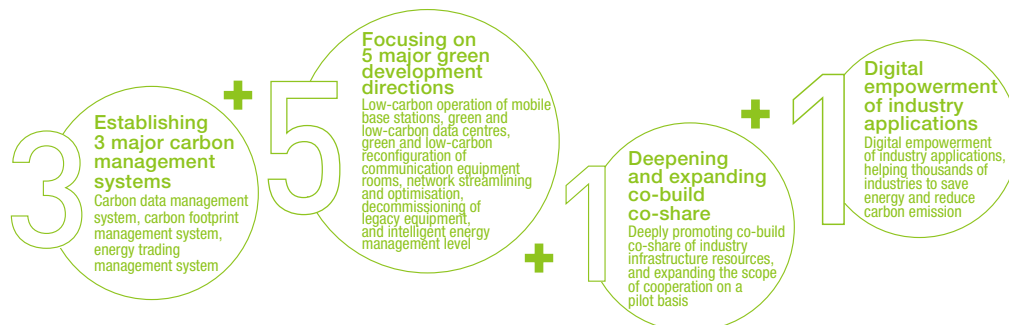 3
Establishing
3 major carbon
management
systems
Carbon data management
system, carbon footprint
management system,
energy trading
management system
+
5
Focusing on
5 major green
development
directions
Low-carbon operation of mobile
base stations, green and
low-carbon data centres,
green and low-carbon
reconfiguration of
communication equipment
rooms, network streamlining
and optimisation,
decommissioning of
legacy equipment,
and intelligent energy
management level
+
1
Deepening
and expanding
co-build
co-share
Deeply promoting co-build
co-share of industry
infrastructure resources,
and expanding the scope
of cooperation on a
pilot basis
+
1
Digital
empowerment
of industry
applications
Digital empowerment
of industry applications,
helping thousands of
industries to save
energy and reduce
carbon emission